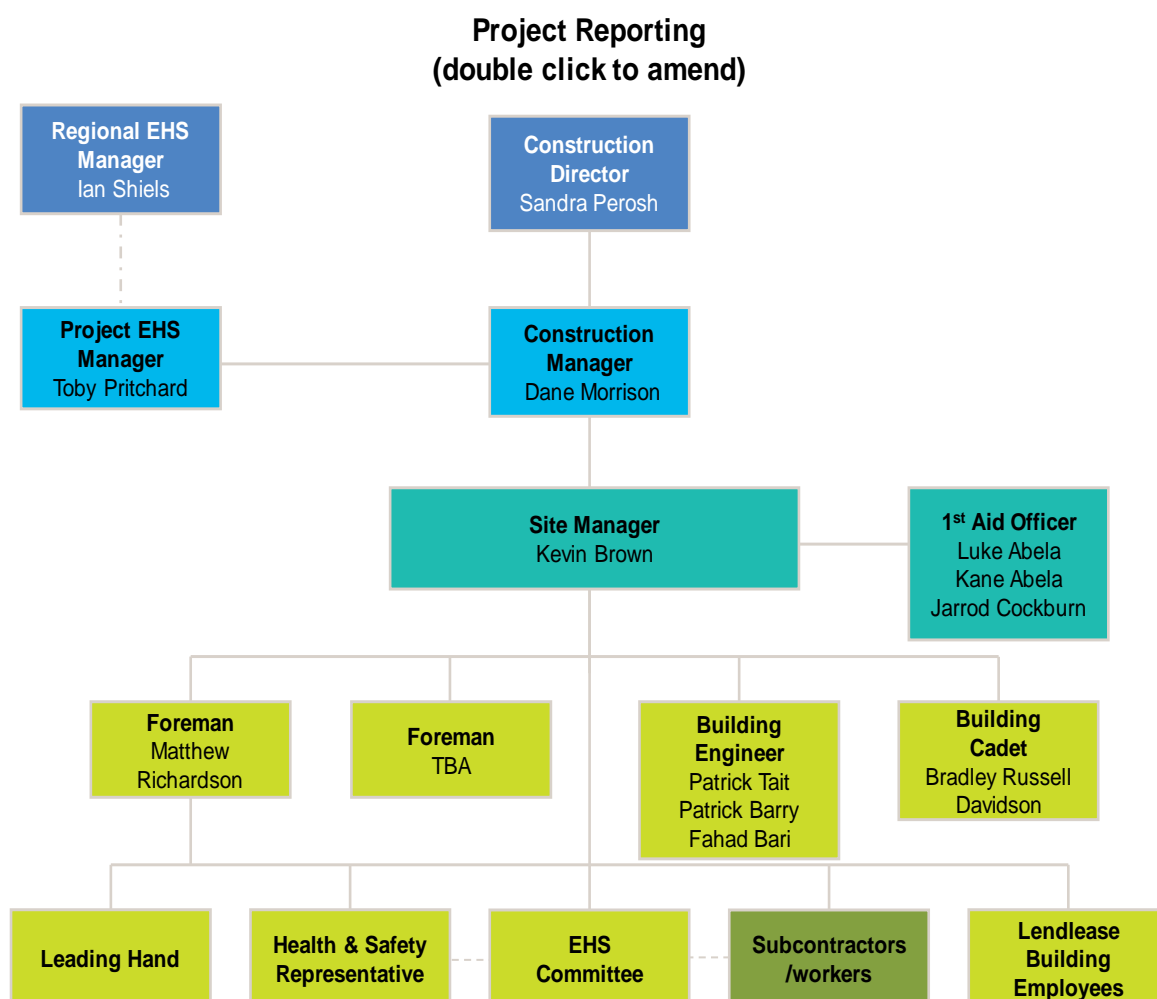 Project Reporting
(double click to amend)
Regional EHS
Manager
Ian Shiels
Construction
Director
Sandra Perosh
Project EHS
Manager
Toby Pritchard
Construction
Manager
Dane Morrison
Site Manager
Kevin Brown
1st Aid Officer
Luke Abela
Kane Abela
Jarrod Cockburn
Foreman
Matthew
Richardson
Foreman
TBA
Building
Engineer
Patrick Tait
Patrick Barry
Fahad Bari
Building
Cadet
Bradley Russell
Davidson
Leading Hand
Health & Safety
Representative
EHS
Committee
Subcontractors
/workers
Lendlease
Building
Employees